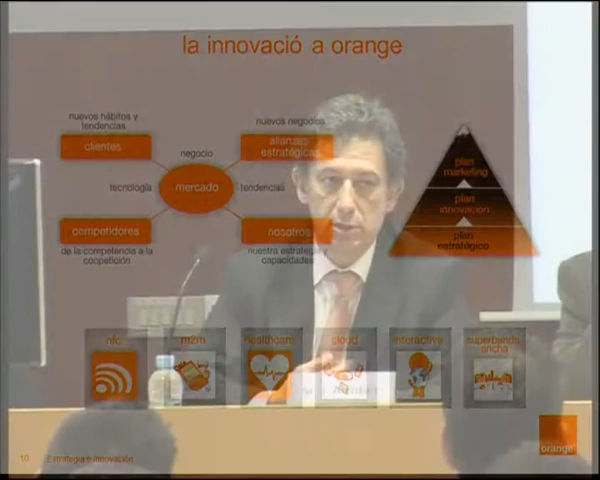 la innovació a orange
nuevos hábitos y
tendencias
nuevos negocios
clientes
alianzas
estratégicas
negocio
tecnología
mercado
tendencias
competidores
nosotros
de la competencia a la
coopetición
nuestra estrategia y
capacidades
plan
marketing
plan
innovacion
plan
estratégico
nfc
m2m
healthcare
cloud
interactive
superbanda
ancha
10
Estrategia e innovación
orange